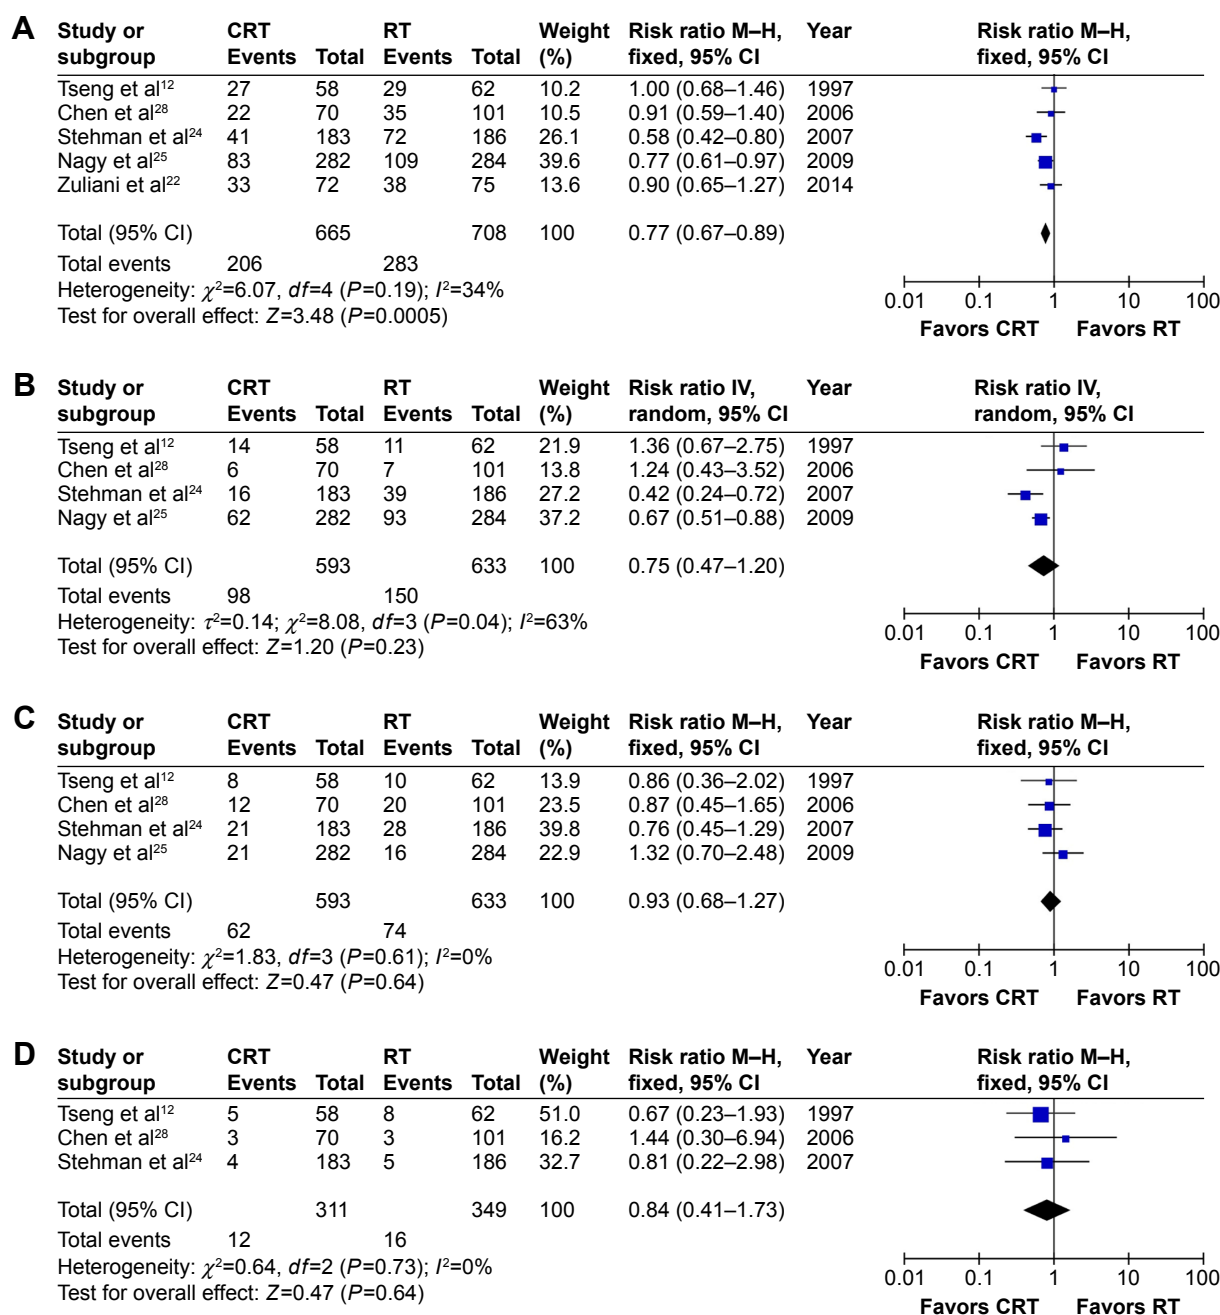 A Study or CRT RT Weight Risk ratio M–H, Year Risk ratio M–H,
subgroup Events Total Events Total (%) fixed, 95% CI fixed, 95% CI
Tseng et al12 27 58 29 62 10.2 1.00 (0.68–1.46) 1997
Chen et al28 22 70 35 101 10.5 0.91 (0.59–1.40) 2006
Stehman et al24 41 183 72 186 26.1 0.58 (0.42–0.80) 2007
Nagy et al25 83 282 109 284 39.6 0.77 (0.61–0.97) 2009
Zuliani et al22 33 72 38 75 13.6 0.90 (0.65–1.27) 2014
Total (95% CI) 665 708 100 0.77 (0.67–0.89)
Total events 206 283
Heterogeneity: χ2=6.07, df=4 (P=0.19); I2=34%
Test for overall effect: Z=3.48 (P=0.0005)
0.01 0.1 1 10 100
Favors CRT Favors RT
B Study or CRT RT Weight Risk ratio IV, Year Risk ratio IV,
subgroup Events Total Events Total (%) random, 95% CI random, 95% CI
Tseng et al12 14 58 11 62 21.9 1.36 (0.67–2.75) 1997
Chen et al28 6 70 7 101 13.8 1.24 (0.43–3.52) 2006
Stehman et al24 16 183 39 186 27.2 0.42 (0.24–0.72) 2007
Nagy et al25 62 282 93 284 37.2 0.67 (0.51–0.88) 2009
Total (95% CI) 593 633 100 0.75 (0.47–1.20)
Total events 98 150
Heterogeneity: τ2=0.14; χ2=8.08, df=3 (P=0.04); I2=63%
Test for overall effect: Z=1.20 (P=0.23)
0.01 0.1 1 10 100
Favors CRT Favors RT
C Study or CRT RT Weight Risk ratio M–H, Year Risk ratio M–H,
subgroup Events Total Events Total (%) fixed, 95% CI fixed, 95% CI
Tseng et al12 8 58 10 62 13.9 0.86 (0.36–2.02) 1997
Chen et al28 12 70 20 101 23.5 0.87 (0.45–1.65) 2006
Stehman et al24 21 183 28 186 39.8 0.76 (0.45–1.29) 2007
Nagy et al25 21 282 16 284 22.9 1.32 (0.70–2.48) 2009
Total (95% CI) 593 633 100 0.93 (0.68–1.27)
Total events 62 74
Heterogeneity: χ2=1.83, df=3 (P=0.61); I2=0%
Test for overall effect: Z=0.47 (P=0.64)
0.01 0.1 1 10 100
Favors CRT Favors RT
D Study or CRT RT Weight Risk ratio M–H, Year Risk ratio M–H,
subgroup Events Total Events Total (%) fixed, 95% CI fixed, 95% CI
Tseng et al12 5 58 8 62 51.0 0.67 (0.23–1.93) 1997
Chen et al28 3 70 3 101 16.2 1.44 (0.30–6.94) 2006
Stehman et al24 4 183 5 186 32.7 0.81 (0.22–2.98) 2007
Total (95% CI) 311 349 100 0.84 (0.41–1.73)
Total events 12 16
Heterogeneity: χ2=0.64, df=2 (P=0.73); I2=0%
Test for overall effect: Z=0.47 (P=0.64)
0.01 0.1 1 10 100
Favors CRT Favors RT